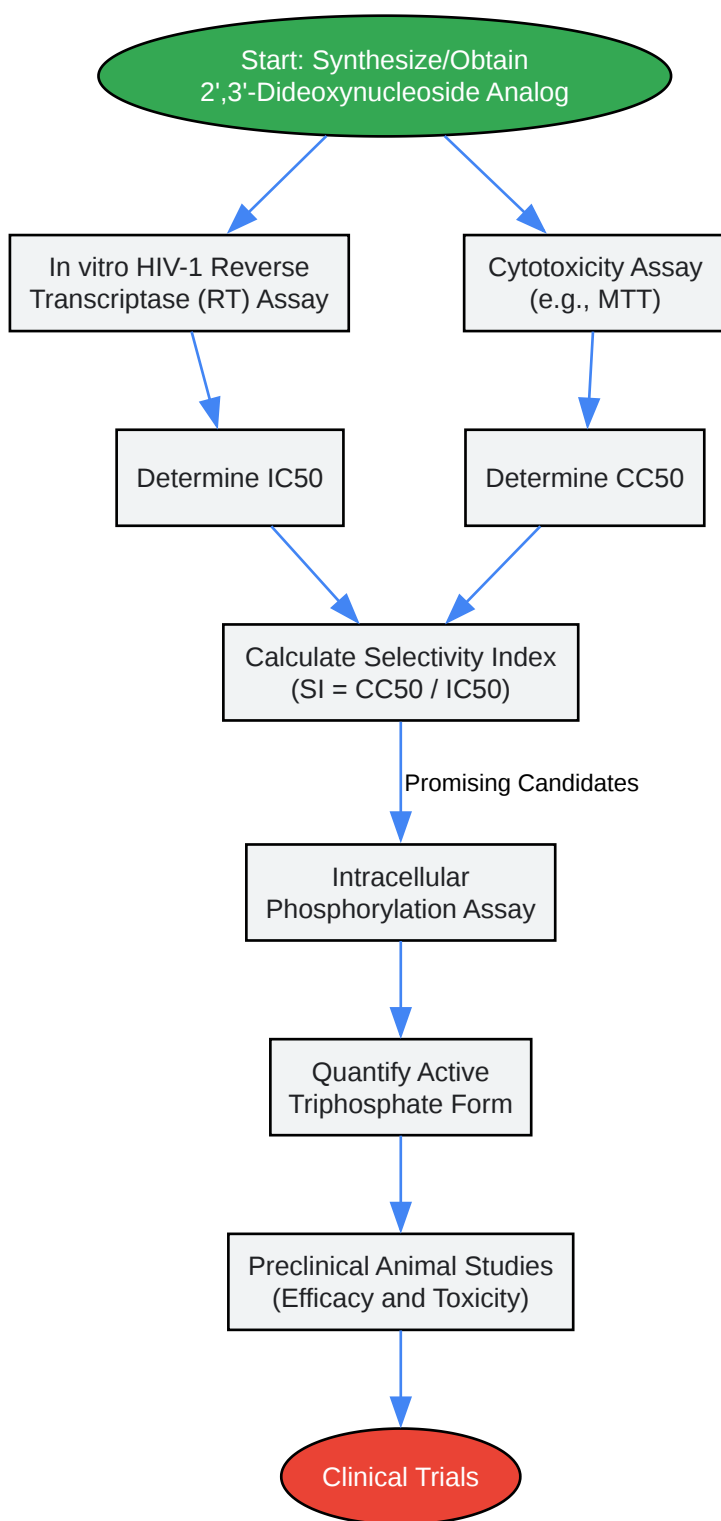 Start: Synthesize/Obtain
2',3'-Dideoxynucleoside Analog
In vitro HIV-1 Reverse
Transcriptase (RT) Assay
Cytotoxicity Assay
(e.g., MTT)
Determine IC50
Determine CC50
Calculate Selectivity Index
(SI = CC50 / IC50)
Promising Candidates
Intracellular
Phosphorylation Assay
Quantify Active
Triphosphate Form
Preclinical Animal Studies
(Efficacy and Toxicity)
Clinical Trials